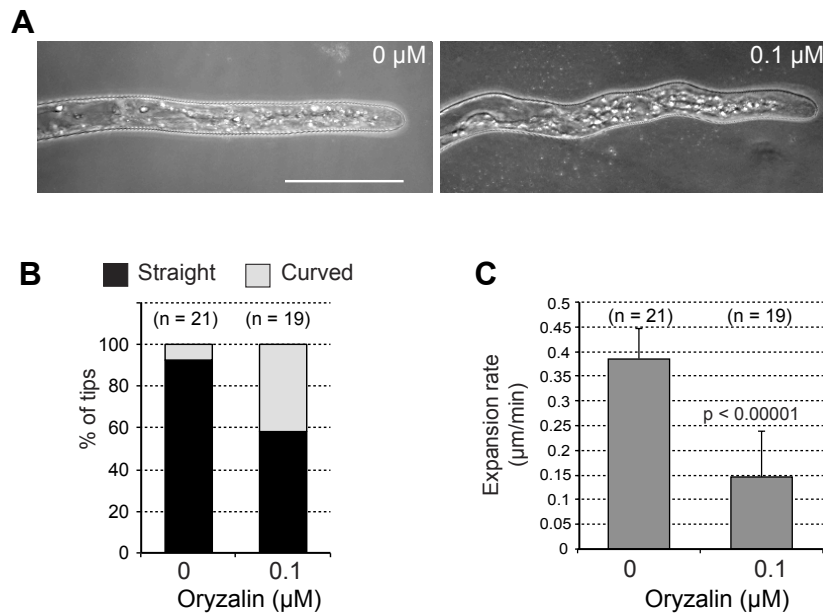 A
0 µM
0.1 µM
B
Straight
Curved
(n = 21)
(n = 19)
100
80
60
40
20
0
% of tips
0
0.1
Oryzalin (µM)
C
0.5
0.45
0.4
0.35
0.3
0.25
0.2
0.15
0.1
0.05
0
Expansion rate
(µm/min)
(n = 21)
(n = 19)
p < 0.00001
0
0.1
Oryzalin (µM)